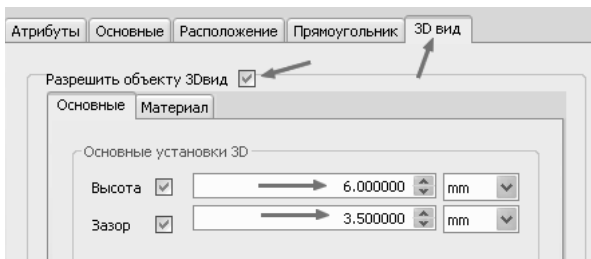 Атрибуты Основные Расположение Прямоугольник 3D вид
Разрешить объекту 3Dвид
Основные Материал
Основные установки 3D
Высота 6.000000 mm
Зазор 3.500000 mm